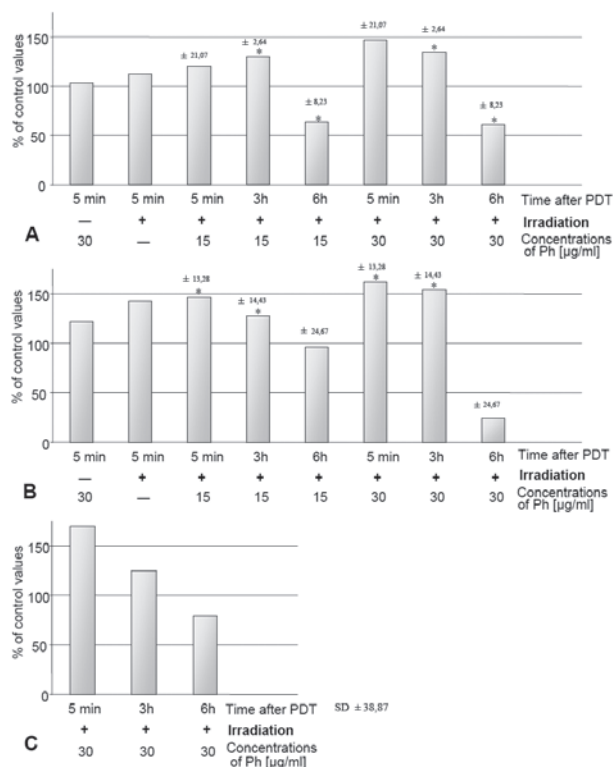 ± 21,07
± 2,64
150
± 21,07
± 2,64
*
*
100
± 8,23
± 8,23
*
*
50
0
% of control values
5 min 5 min 5 min 3h 6h 5 min 3h 6h Time after PDT
— + + + + + + + Irradiation
A
30 — 15 15 15 30 30 30 Concentrations
of Ph [µg/ml]
± 13,28
± 13,28
± 14,43
*
*
*
150
± 14,43
*
± 24,67
100
± 24,67
50
0
% of control values
5 min 5 min 5 min 3h 6h 5 min 3h 6h Time after PDT
— + + + + + + + Irradiation
B
30 — 15 15 15 30 30 30 Concentrations
of Ph [µg/ml]
150
100
50
0
% of control values
5 min 3h 6h Time after PDT SD ±38,87
+ + + Irradiation
C
30 30 30 Concentrations
of Ph [µg/ml]